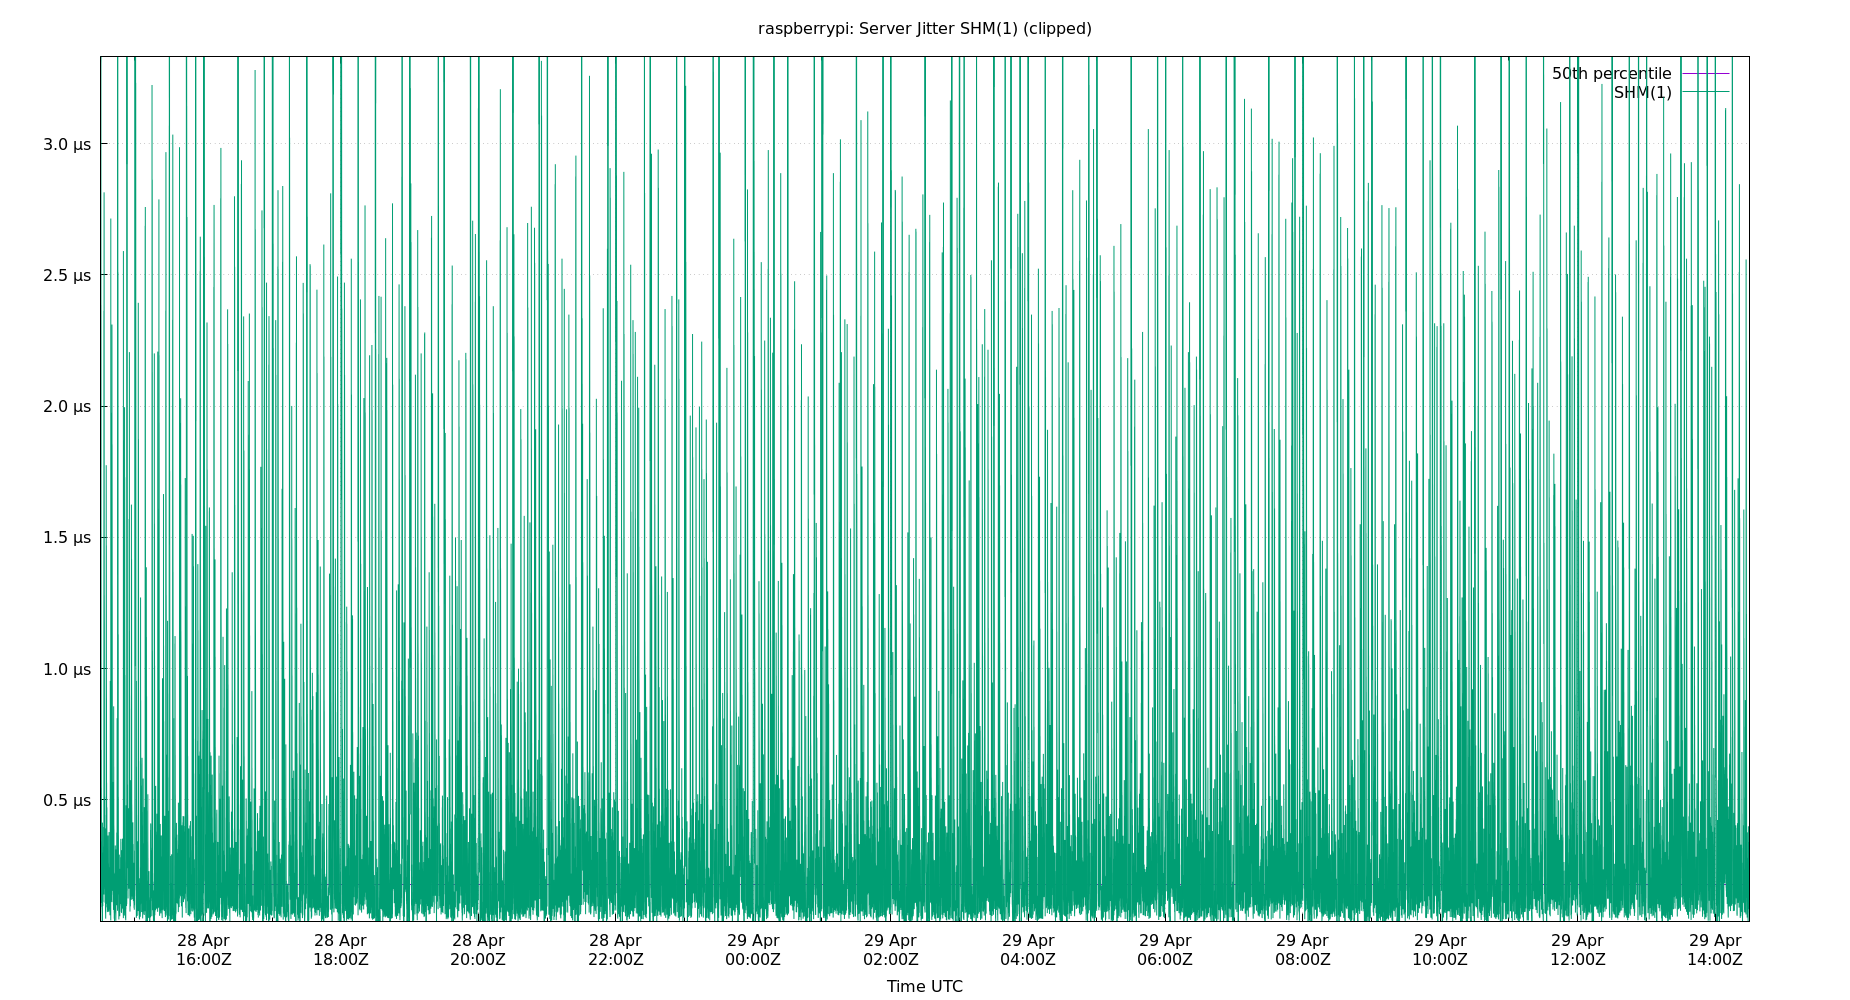 raspberrypi: Server Jitter SHM(1) (clipped)
50th percentile
SHM(1)
3.0 µs
2.5 µs
2.0 µs
1.5 µs
1.0 µs
0.5 µs
28 Apr 28 Apr 28 Apr 28 Apr 29 Apr 29 Apr 29 Apr 29 Apr 29 Apr 29 Apr 29 Apr 29 Apr
16:00Z 18:00Z 20:00Z 22:00Z 00:00Z 02:00Z 04:00Z 06:00Z 08:00Z 10:00Z 12:00Z 14:00Z
Time UTC